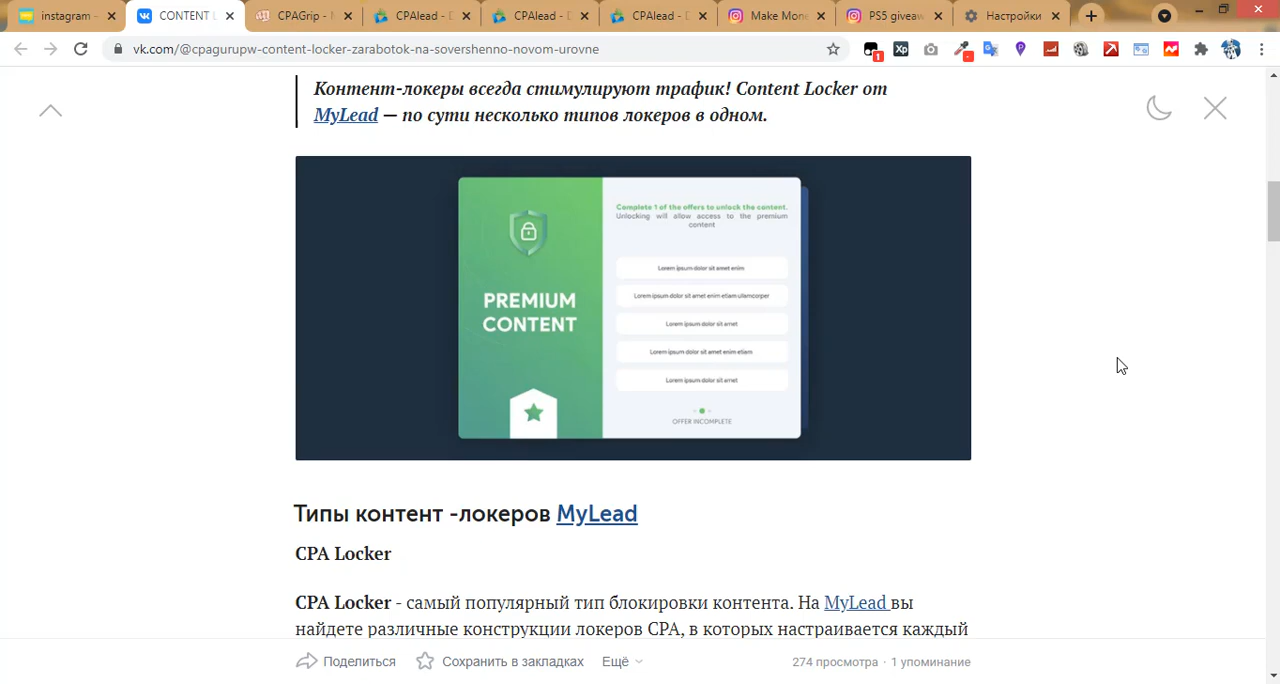 instagram –
CONTENT L
CPAGrip - M
CPAlead - D
CPAlead - D
CPAlead - D
Make Mone
PS5 giveaw
Настройки
vk.com/@cpagurupw-content-locker-zarabotok-na-sovershenno-novom-urovne
1
Xp
Контент-локеры всегда стимулируют трафик! Content Locker от
MyLead — по сути несколько типов локеров в одном.
PREMIUM
CONTENT
Complete 1 of the offers to unlock the content.
Unlocking will allow access to the premium
content
Lorem ipsum dolor sit amet enim
Lorem ipsum dolor sit amet enim etiam ulamcorper
Lorem ipsum dolor sit amet
Lorem ipsum dolor sit amet enim etiam
Lorem ipsum dolor sit amet
OFFER INCOMPLETE
Типы контент -локеров MyLead
CPA Locker
CPA Locker - самый популярный тип блокировки контента. На MyLead вы
найдете различные конструкции локеров CPA, в которых настраивается каждый
Поделиться
Сохранить в закладках
Ещё
274 просмотра · 1 упоминание